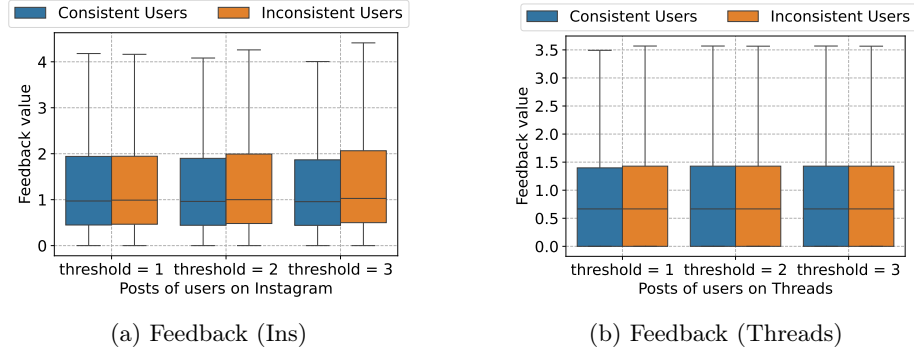 Consistent Users Inconsistent Users
4
3
2
1
0
Feedback value
threshold = 1 threshold = 2 threshold = 3
Posts of users on Instagram
(a) Feedback (Ins)
Consistent Users Inconsistent Users
3.5
3.0
2.5
2.0
1.5
1.0
0.5
0.0
Feedback value
threshold = 1 threshold = 2 threshold = 3
Posts of users on Threads
(b) Feedback (Threads)